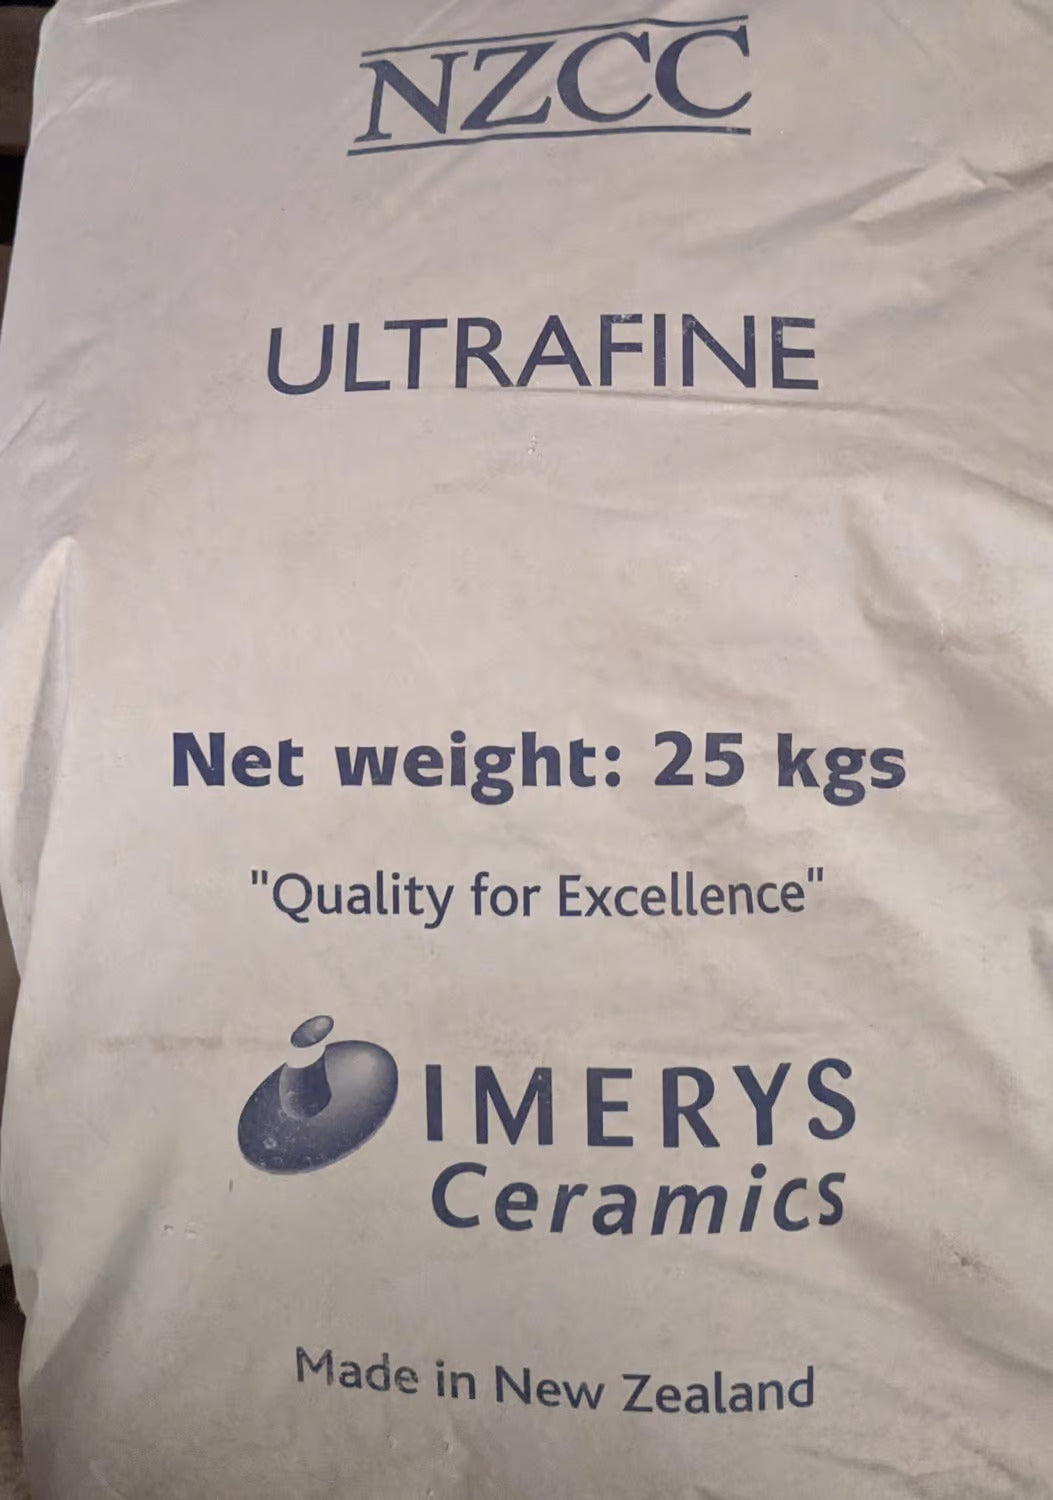 NZCC
ULTRAFINE
Net weight: 25 kgs
"Quality for Excellence"
IMERYS
Ceramics
Made in New Zealand